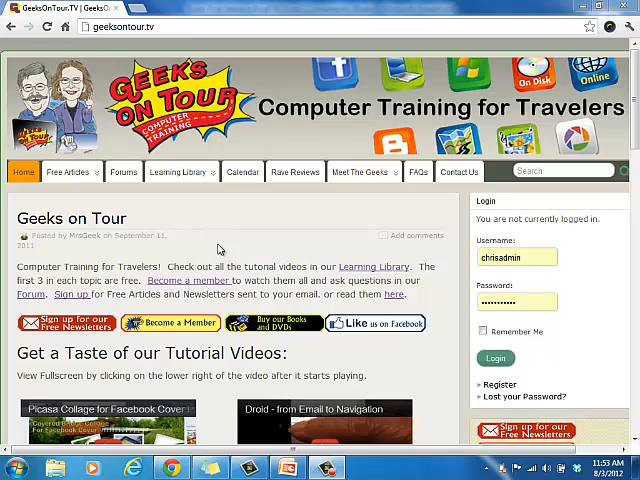 GeeksOnTour.TV | GeeksOn
geeksontour.tv
GEEKS
ON TOUR
COMPUTER
TRAINING
Computer Training for Travelers
On Disk
Online
Home
Free Articles
Forums
Learning Library
Calendar
Rave Reviews
Meet The Geeks
FAQs
Contact Us
Search
Geeks on Tour
Posted by MrsGeek on September 11,
2011
Add comments
Computer Training for Travelers! Check out all the tutorial videos in our Learning Library. The
first 3 in each topic are free. Become a member to watch them all and ask questions in our
Forum. Sign up for Free Articles and Newsletters sent to your email. or read them here.
Sign up for our
Free Newsletters
Become a Member
Buy our Books
and DVDs
Like us on Facebook
Get a Taste of our Tutorial Videos:
View Fullscreen by clicking on the lower right of the video after it starts playing.
Picasa Collage for Facebook Cover !
Covered Bridge Collage
For Facebook Cover
Droid - from Email to Navigation
Login
You are not currently logged in.
Username:
chrisadmin
Password:
Remember Me
Login
Register
Lost your Password?
Sign up for our
Free Newsletters
11:53 AM
8/3/2012